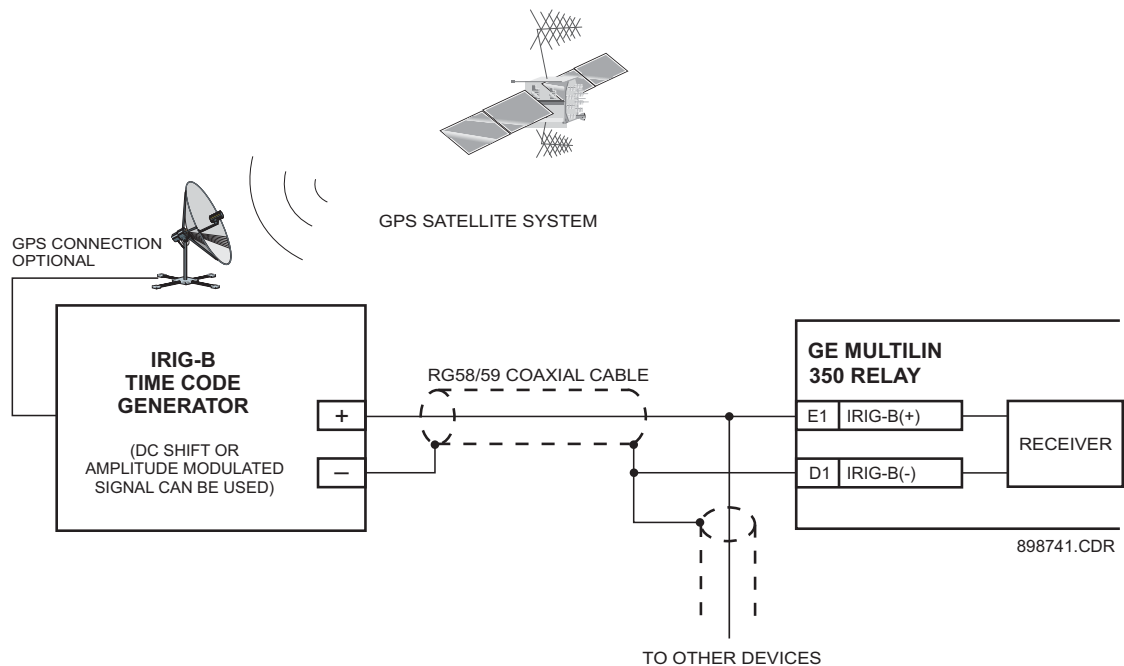 GPS SATELLITE SYSTEM
GPS CONNECTION
OPTIONAL
IRIG-B
TIME CODE
GENERATOR
(DC SHIFT OR
AMPLITUDE MODULATED
SIGNAL CAN BE USED)
+
–
RG58/59 COAXIAL CABLE
GE MULTILIN
350 RELAY
E1 IRIG-B(+)
D1 IRIG-B(-)
RECEIVER
898741.CDR
TO OTHER DEVICES